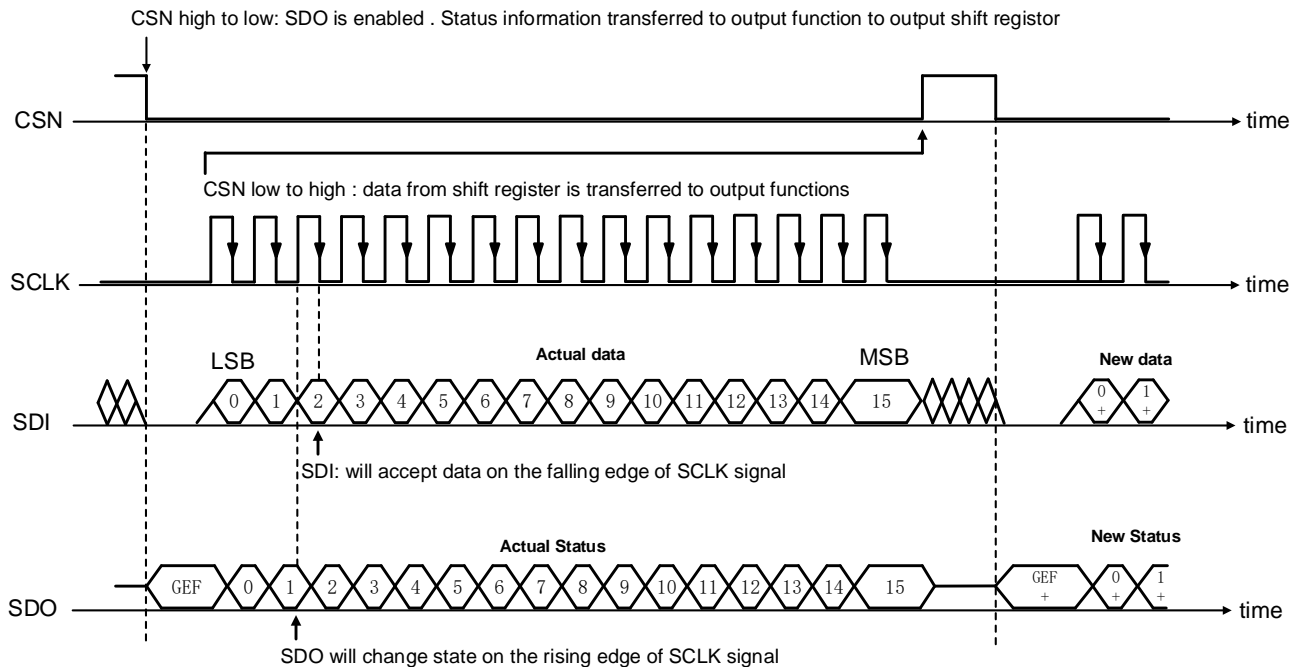 CSN high to low: SDO is enabled . Status information transferred to output function to output shift registor
CSN
time
CSN low to high : data from shift register is transferred to output functions
SCLK
time
LSB
Actual data
MSB
New data
0 1 2 3 4 5 6 7 8 9 10 11 12 13 14 15 0+ 1+
SDI
time
SDI: will accept data on the falling edge of SCLK signal
Actual Status
New Status
GEF 0 1 2 3 4 5 6 7 8 9 10 11 12 13 14 15 GEF+ 0+ 1+
SDO
time
SDO will change state on the rising edge of SCLK signal